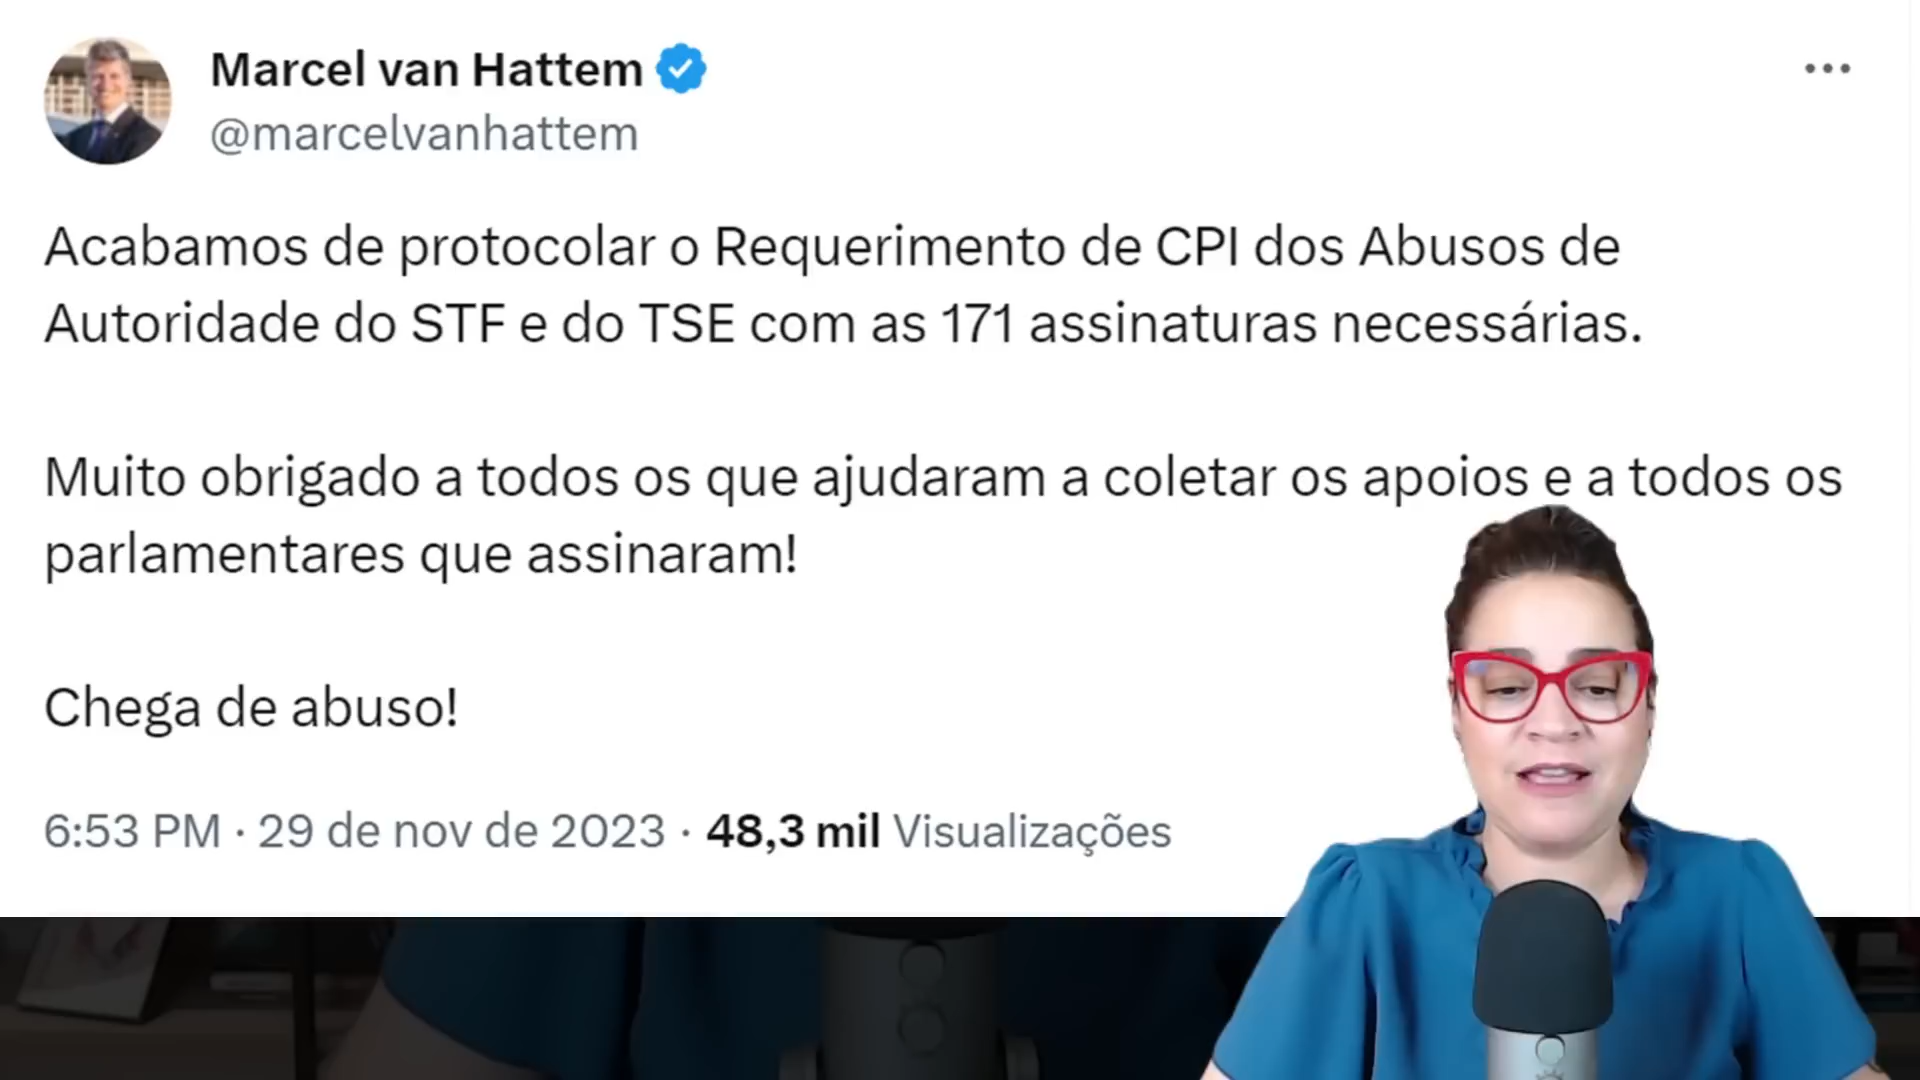 Marcel van Hattem
@marcelvanhattem
Acabamos de protocolar o Requerimento de CPI dos Abusos de
Autoridade do STF e do TSE com as 171 assinaturas necessárias.
Muito obrigado a todos os que ajudaram a coletar os apoios e a todos os
parlamentares que assinaram!
Chega de abuso!
6:53 PM · 29 de nov de 2023 · 48,3 mil Visualizações